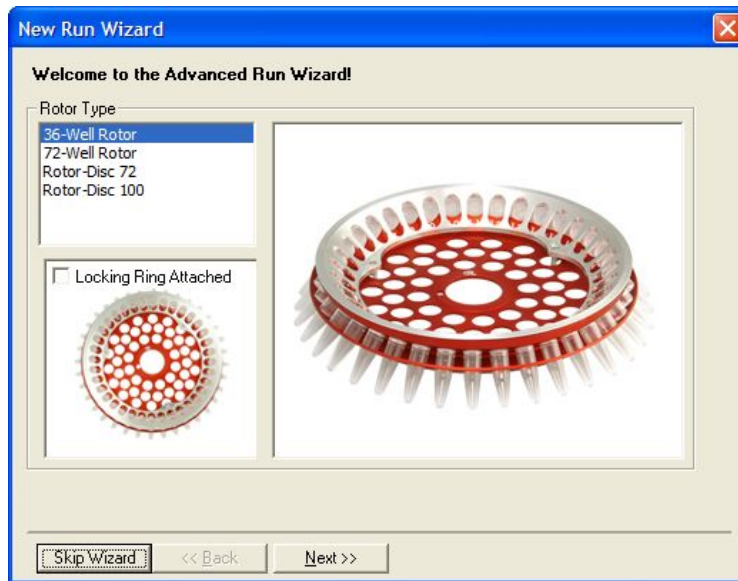 New Run Wizard
Welcome to the Advanced Run Wizard!
Rotor Type
36-Well Rotor
72-Well Rotor
Rotor-Disc 72
Rotor-Disc 100
Locking Ring Attached
Skip Wizard
<< Back
Next >>